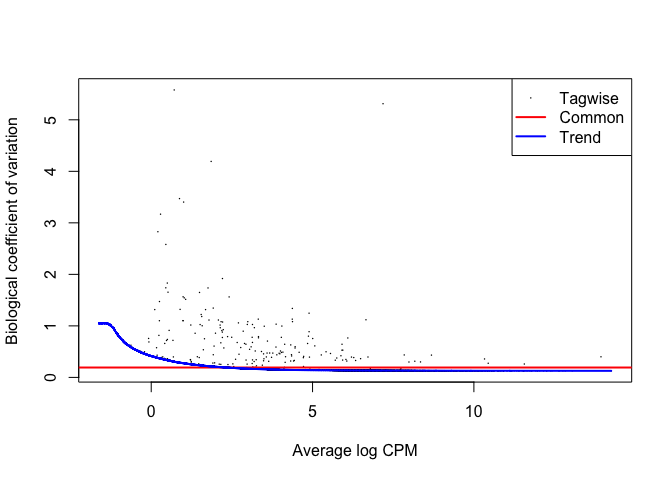 Tagwise
Common
Trend
Biological coefficient of variation
5
4
3
2
1
0
0 5 10
Average log CPM